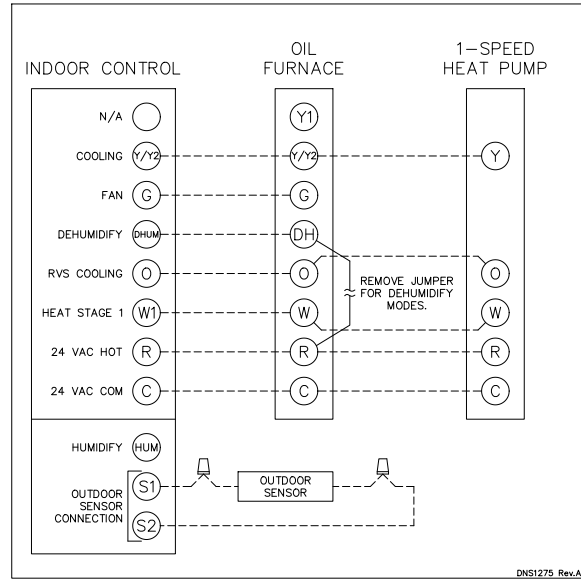 INDOOR CONTROL
OIL
FURNACE
1-SPEED
HEAT PUMP
N/A
Y1
COOLING Y/Y2 Y/Y2 Y
FAN G G
DEHUMIDIFY DHUM DH
RVS COOLING O O O
REMOVE JUMPER
FOR DEHUMIDIFY
MODES.
HEAT STAGE 1 W1 W W
24 VAC HOT R R R
24 VAC COM C C C
HUMIDIFY HUM
OUTDOOR
SENSOR
CONNECTION
S1
S2
OUTDOOR
SENSOR
DNS1275 Rev.A